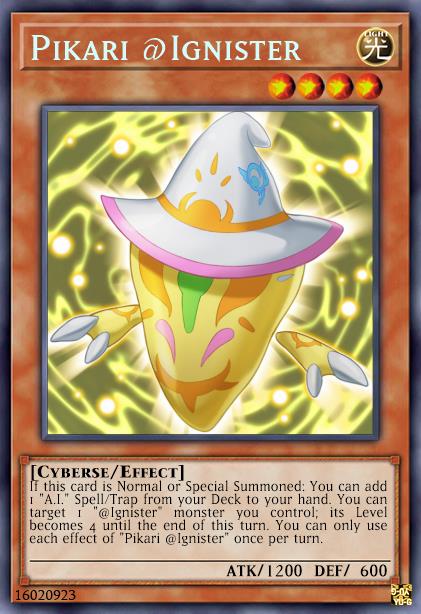 PIKARI @IGNISTER
LIGHT
光
[CYBERSE/EFFECT]
If this card is Normal or Special Summoned: You can add
1 "A.I." Spell/Trap from your Deck to your hand. You can
target 1 "@Ignister" monster you control; its Level
becomes 4 until the end of this turn. You can only use
each effect of "Pikari @Ignister" once per turn.
ATK/1200 DEF/ 600
16020923